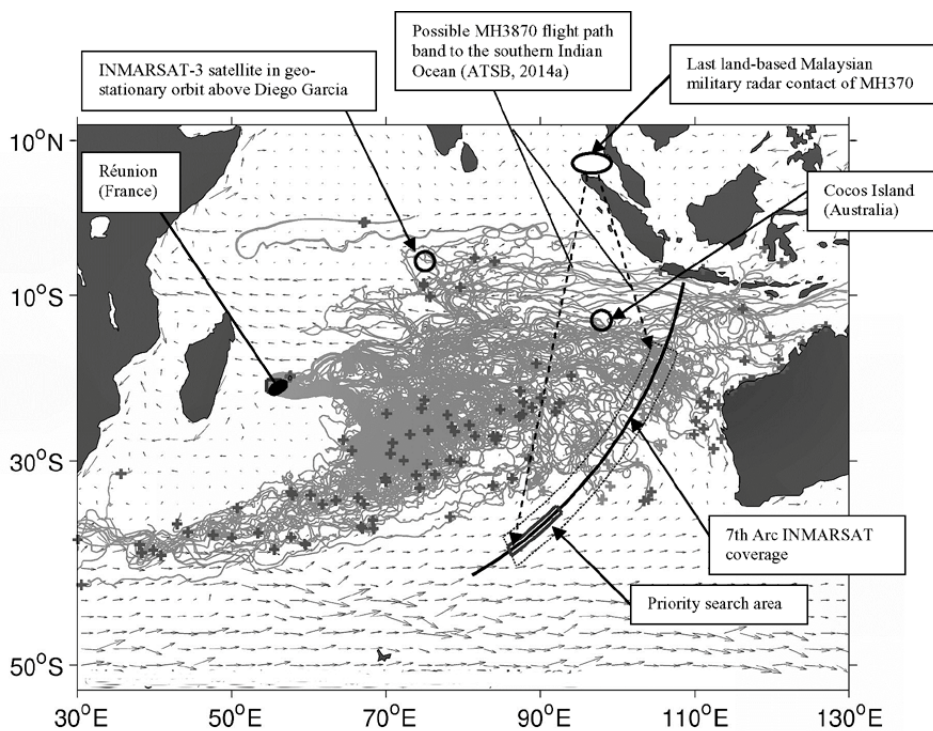 Possible MH3870 flight path
band to the southern Indian
Ocean (ATSB, 2014a)
INMARSAT-3 satellite in geo-
stationary orbit above Diego Garcia
Last land-based Malaysian
military radar contact of MH370
Réunion
(France)
Cocos Island
(Australia)
7th Arc INMARSAT
coverage
Priority search area
10°N
10°S
30°S
50°S
30°E 50°E 70°E 90°E 110°E 130°E